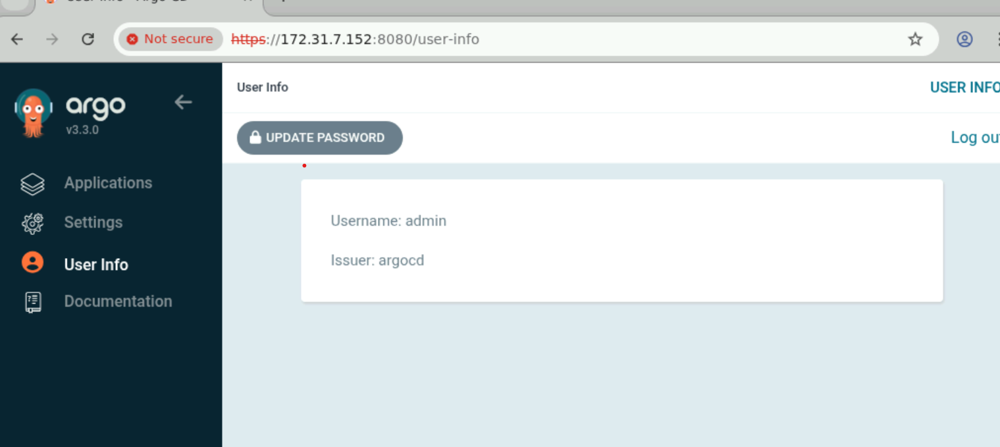 Not secure https://172.31.7.152:8080/user-info
argo
v3.3.0
User Info
USER INFO
UPDATE PASSWORD
Log out
Applications
Settings
User Info
Documentation
Username: admin
Issuer: argocd